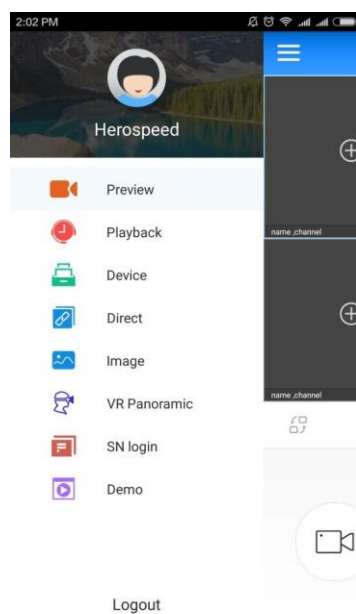 2:02 PM
Herospeed
Preview
Playback
Device
Direct
Image
VR Panoramic
SN login
Demo
Logout
name ,channel
name ,channel